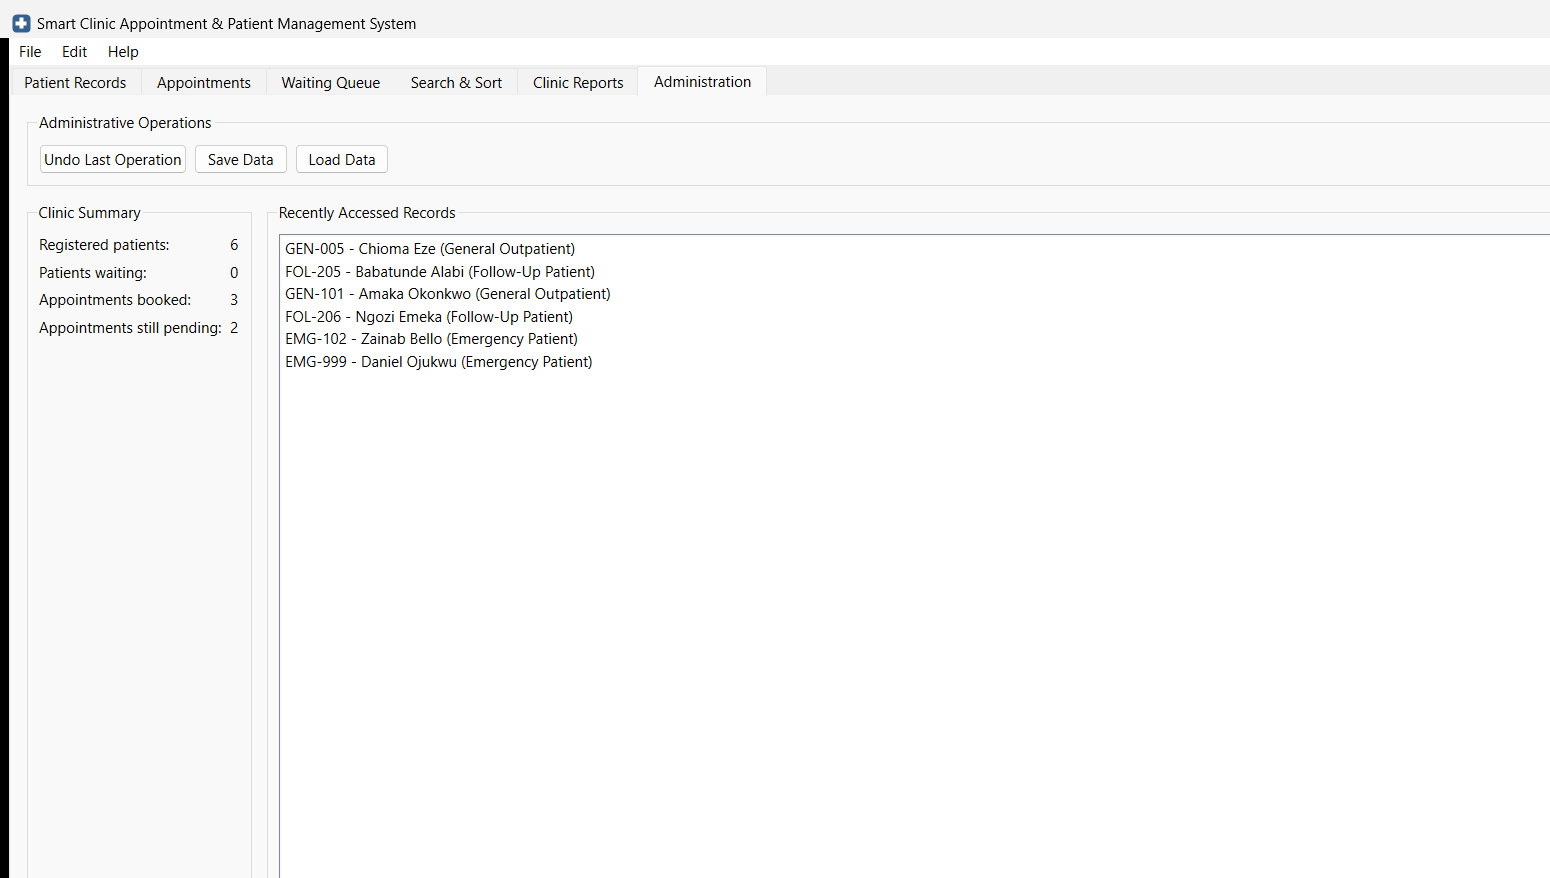 Smart Clinic Appointment & Patient Management System
File Edit Help
Patient Records Appointments Waiting Queue Search & Sort Clinic Reports Administration
Administrative Operations
Undo Last Operation Save Data Load Data
Clinic Summary
Registered patients: 6
Patients waiting: 0
Appointments booked: 3
Appointments still pending: 2
Recently Accessed Records
GEN-005 - Chioma Eze (General Outpatient)
FOL-205 - Babatunde Alabi (Follow-Up Patient)
GEN-101 - Amaka Okonkwo (General Outpatient)
FOL-206 - Ngozi Emeka (Follow-Up Patient)
EMG-102 - Zainab Bello (Emergency Patient)
EMG-999 - Daniel Ojukwu (Emergency Patient)